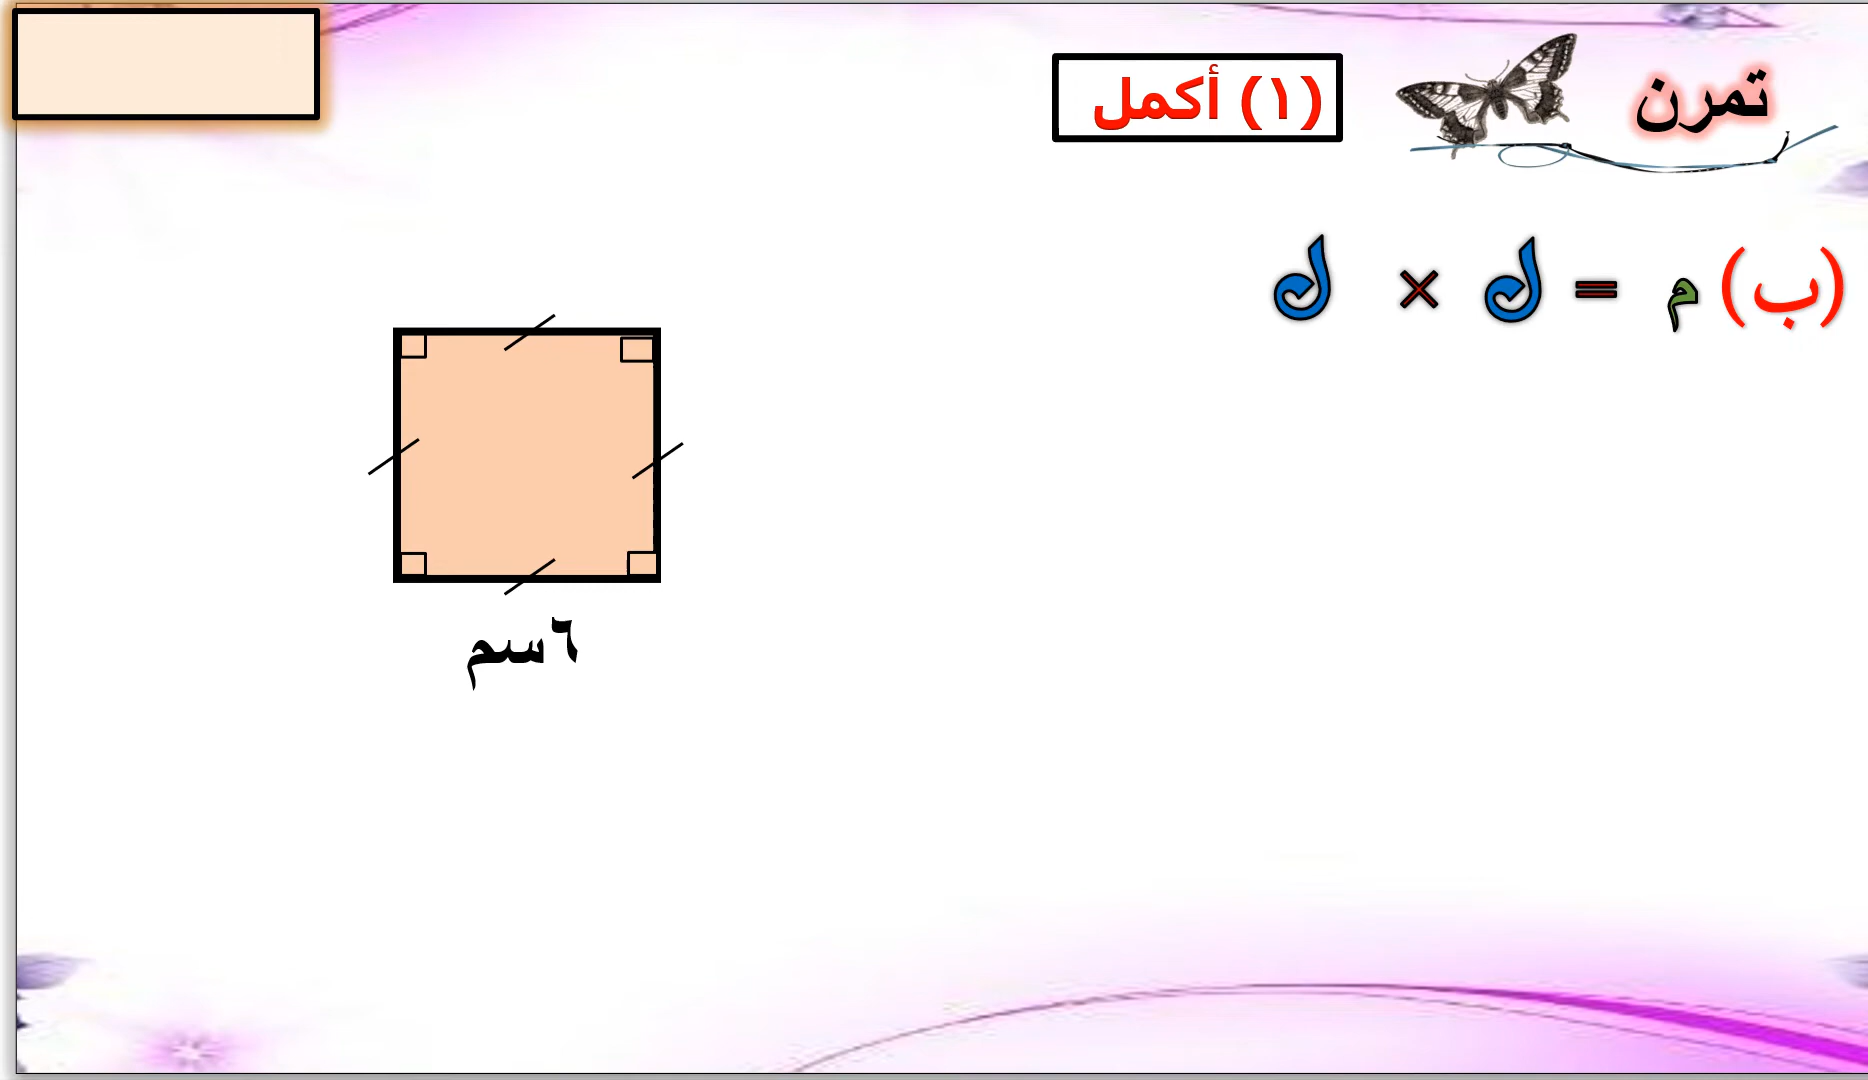 تمرن
(١) أكمل
(ب) م = ل × ل
٦سم